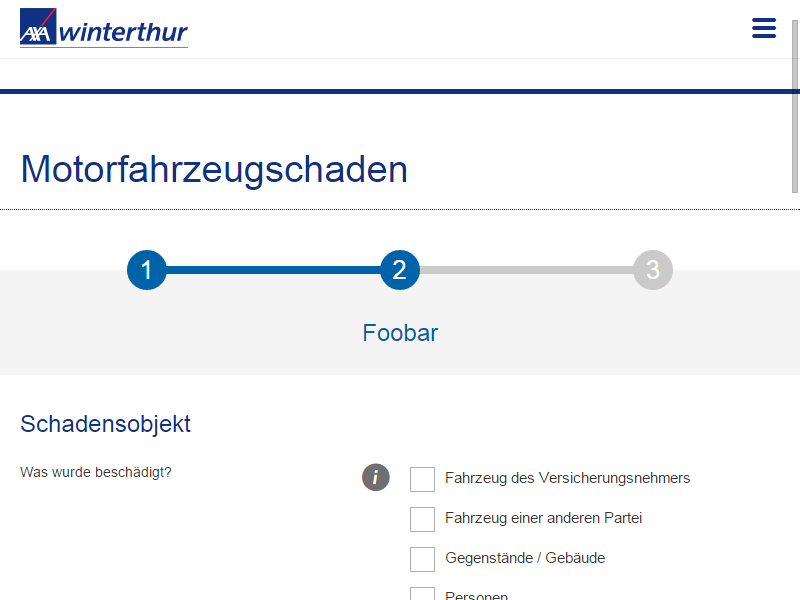 AXA winterthur
Motorfahrzeugschaden
1 2 3
Foobar
Schadensobjekt
Was wurde beschädigt?
i
Fahrzeug des Versicherungsnehmers
Fahrzeug einer anderen Partei
Gegenstände / Gebäude
Personen